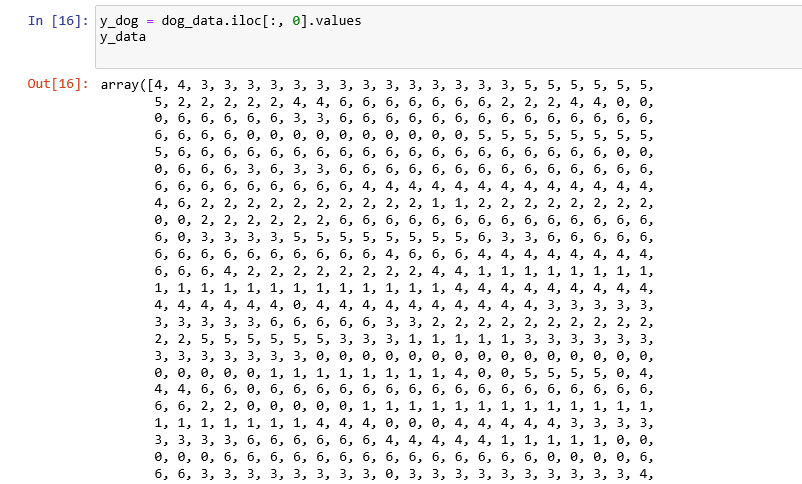 In [16]: y_dog = dog_data.iloc[:, 0].values
y_data
Out[16]: array([4, 4, 3, 3, 3, 3, 3, 3, 3, 3, 3, 3, 3, 3, 3, 3, 5, 5, 5, 5, 5, 5,
5, 2, 2, 2, 2, 2, 4, 4, 6, 6, 6, 6, 6, 6, 6, 2, 2, 2, 4, 4, 0, 0,
0, 6, 6, 6, 6, 6, 3, 3, 6, 6, 6, 6, 6, 6, 6, 6, 6, 6, 6, 6, 6, 6,
6, 6, 6, 6, 0, 0, 0, 0, 0, 0, 0, 0, 0, 0, 5, 5, 5, 5, 5, 5, 5, 5,
5, 6, 6, 6, 6, 6, 6, 6, 6, 6, 6, 6, 6, 6, 6, 6, 6, 6, 6, 6, 0, 0,
0, 6, 6, 6, 3, 6, 3, 3, 6, 6, 6, 6, 6, 6, 6, 6, 6, 6, 6, 6, 6, 6,
6, 6, 6, 6, 6, 6, 6, 6, 6, 4, 4, 4, 4, 4, 4, 4, 4, 4, 4, 4, 4, 4,
4, 6, 2, 2, 2, 2, 2, 2, 2, 2, 2, 2, 1, 1, 2, 2, 2, 2, 2, 2, 2, 2,
0, 0, 2, 2, 2, 2, 2, 2, 6, 6, 6, 6, 6, 6, 6, 6, 6, 6, 6, 6, 6, 6,
6, 0, 3, 3, 3, 3, 5, 5, 5, 5, 5, 5, 5, 5, 6, 3, 3, 6, 6, 6, 6, 6,
6, 6, 6, 6, 6, 6, 6, 6, 6, 6, 4, 6, 6, 6, 4, 4, 4, 4, 4, 4, 4, 4,
6, 6, 6, 4, 2, 2, 2, 2, 2, 2, 2, 2, 4, 4, 1, 1, 1, 1, 1, 1, 1, 1,
1, 1, 1, 1, 1, 1, 1, 1, 1, 1, 1, 1, 1, 4, 4, 4, 4, 4, 4, 4, 4, 4,
4, 4, 4, 4, 4, 4, 0, 4, 4, 4, 4, 4, 4, 4, 4, 4, 4, 3, 3, 3, 3, 3,
3, 3, 3, 3, 3, 6, 6, 6, 6, 6, 3, 3, 2, 2, 2, 2, 2, 2, 2, 2, 2, 2,
2, 2, 5, 5, 5, 5, 5, 5, 3, 3, 3, 1, 1, 1, 1, 1, 3, 3, 3, 3, 3, 3,
3, 3, 3, 3, 3, 3, 3, 0, 0, 0, 0, 0, 0, 0, 0, 0, 0, 0, 0, 0, 0, 0,
0, 0, 0, 0, 0, 1, 1, 1, 1, 1, 1, 1, 1, 4, 0, 0, 5, 5, 5, 5, 0, 4,
4, 4, 6, 6, 0, 6, 6, 6, 6, 6, 6, 6, 6, 6, 6, 6, 6, 6, 6, 6, 6, 6,
6, 6, 2, 2, 0, 0, 0, 0, 0, 1, 1, 1, 1, 1, 1, 1, 1, 1, 1, 1, 1, 1,
1, 1, 1, 1, 1, 1, 1, 4, 4, 4, 0, 0, 0, 4, 4, 4, 4, 4, 3, 3, 3, 3,
3, 3, 3, 3, 6, 6, 6, 6, 6, 6, 4, 4, 4, 4, 4, 1, 1, 1, 1, 1, 0, 0,
0, 0, 0, 6, 6, 6, 6, 6, 6, 6, 6, 6, 6, 6, 6, 6, 6, 0, 0, 0, 0, 6,
6, 6, 3, 3, 3, 3, 3, 3, 3, 3, 0, 3, 3, 3, 3, 3, 3, 3, 3, 3, 3, 4,